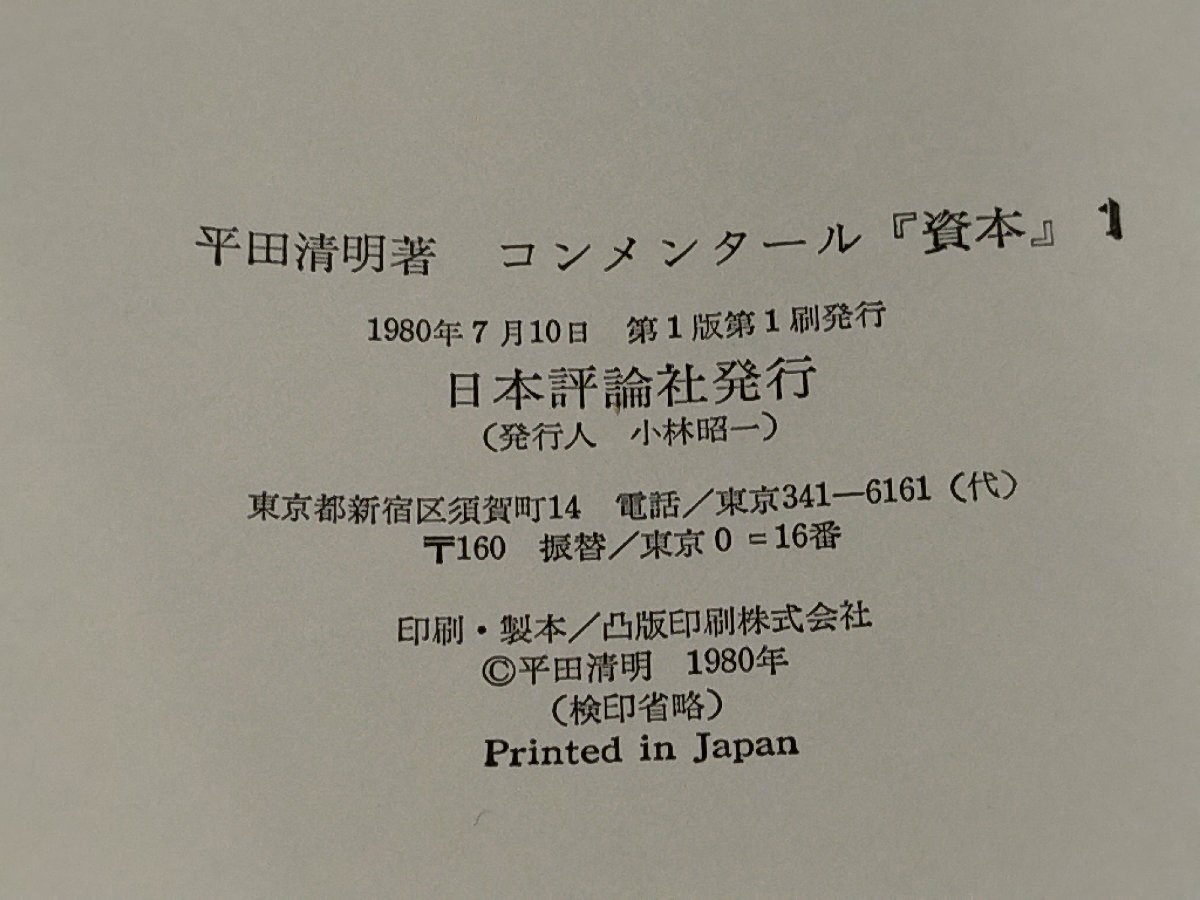 平田清明著　コンメンタール『資本』1
1980年7月10日　第1版第1刷発行
日本評論社発行
（発行人　小林昭一）
東京都新宿区須賀町14　電話／東京341―6161（代）
〒160　振替／東京0＝16番
印刷・製本／凸版印刷株式会社
©平田清明　1980年
（検印省略）
Printed in Japan